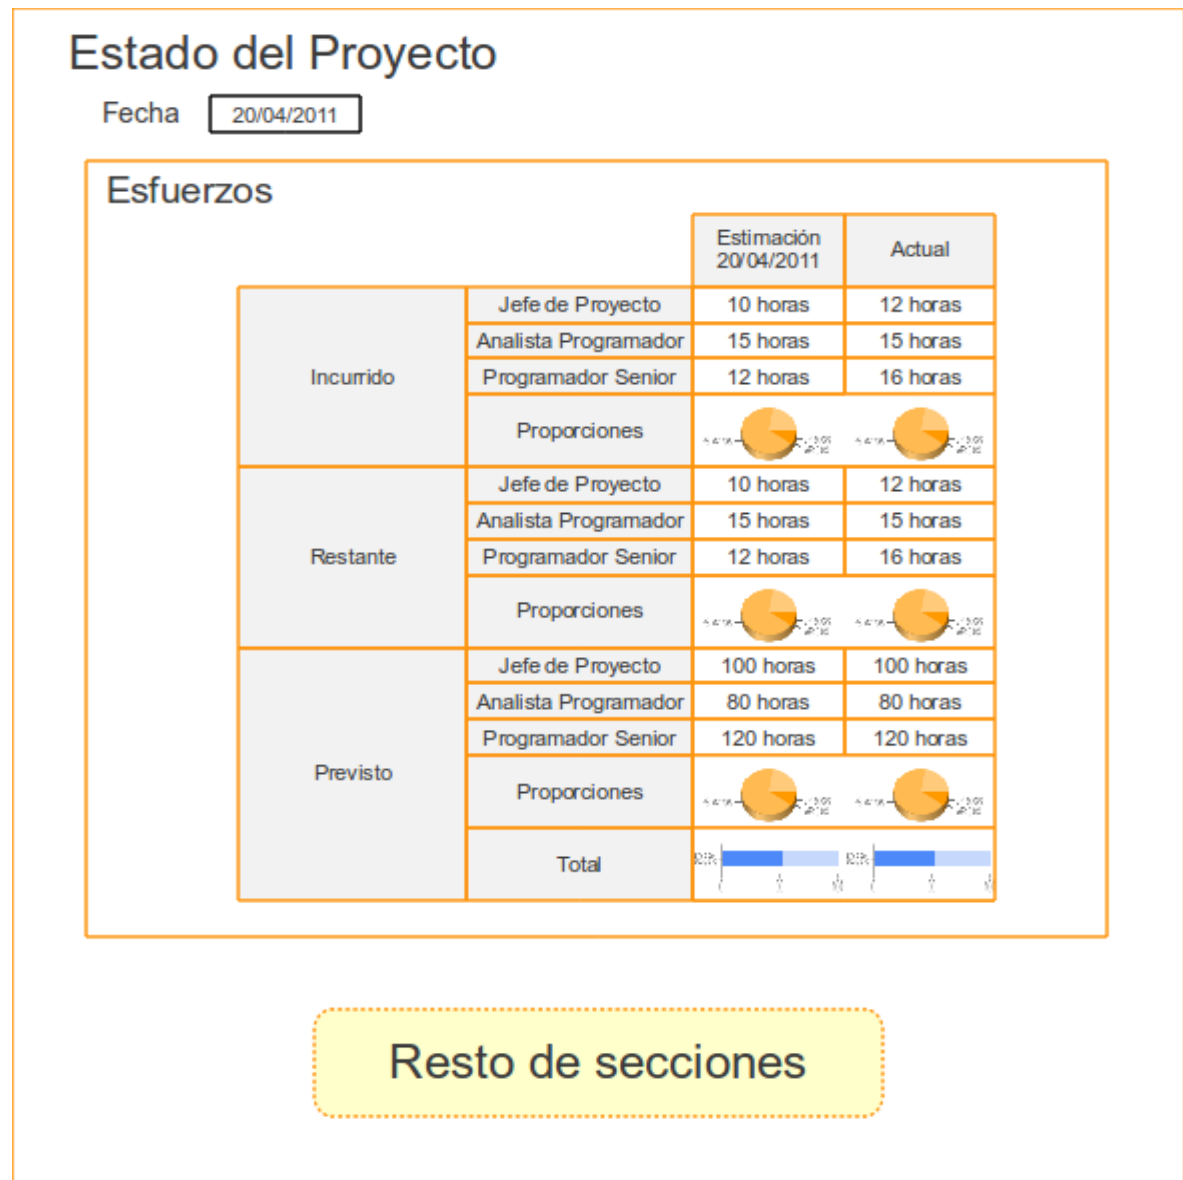 Estado del Proyecto
Fecha 20/04/2011
Esfuerzos
Estimación
20/04/2011
Actual
Incurrido
Jefe de Proyecto 10 horas 12 horas
Analista Programador 15 horas 15 horas
Programador Senior 12 horas 16 horas
Proporciones
Restante
Jefe de Proyecto 10 horas 12 horas
Analista Programador 15 horas 15 horas
Programador Senior 12 horas 16 horas
Proporciones
Previsto
Jefe de Proyecto 100 horas 100 horas
Analista Programador 80 horas 80 horas
Programador Senior 120 horas 120 horas
Proporciones
Total
Resto de secciones